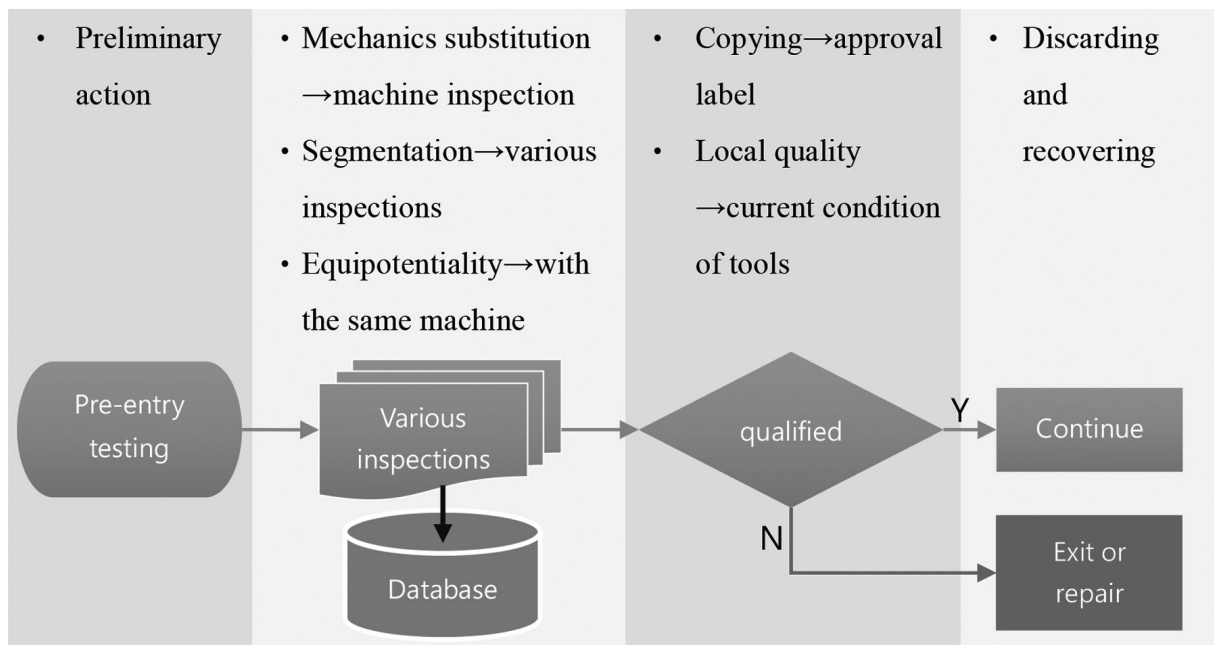 • Preliminary
action
• Mechanics substitution
→machine inspection
• Segmentation→various
inspections
• Equipotentiality→with
the same machine
• Copying→approval
label
• Local quality
→current condition
of tools
• Discarding
and
recovering
Pre-entry
testing
Various
inspections
Database
qualified
Y
N
Continue
Exit or
repair